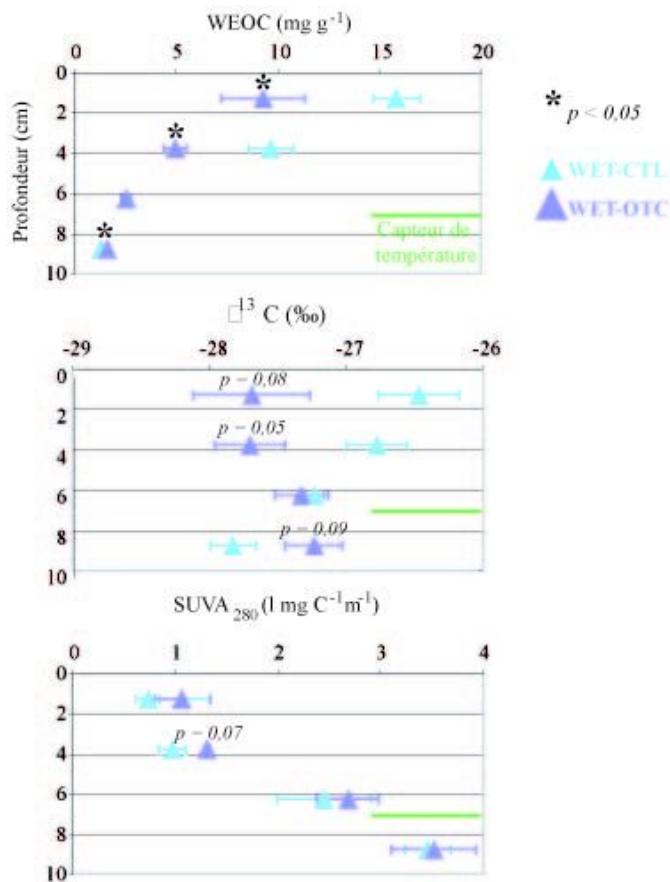 WEOC (mg g⁻¹)
0 5 10 15 20
Profondeur (cm)
0
2
4
6
8
10
*
*
*
Capteur de
température
* p < 0,05
WET-CTL
WET-OTC
□¹³ C (‰)
-29 -28 -27 -26
0
2
4
6
8
10
p = 0,08
p = 0,05
p = 0,09
SUVA ₂₈₀ (l mg C⁻¹m⁻¹)
0 1 2 3 4
0
2
4
6
8
10
p = 0,07